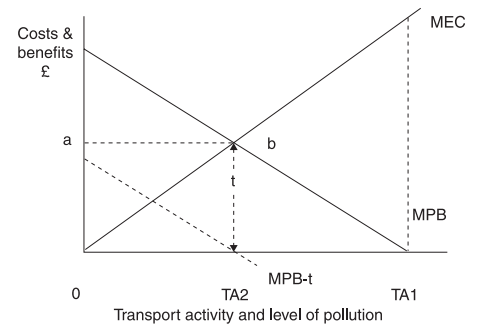 Costs &
benefits
£
MEC
a
b
t
MPB
MPB-t
0
TA2
TA1
Transport activity and level of pollution